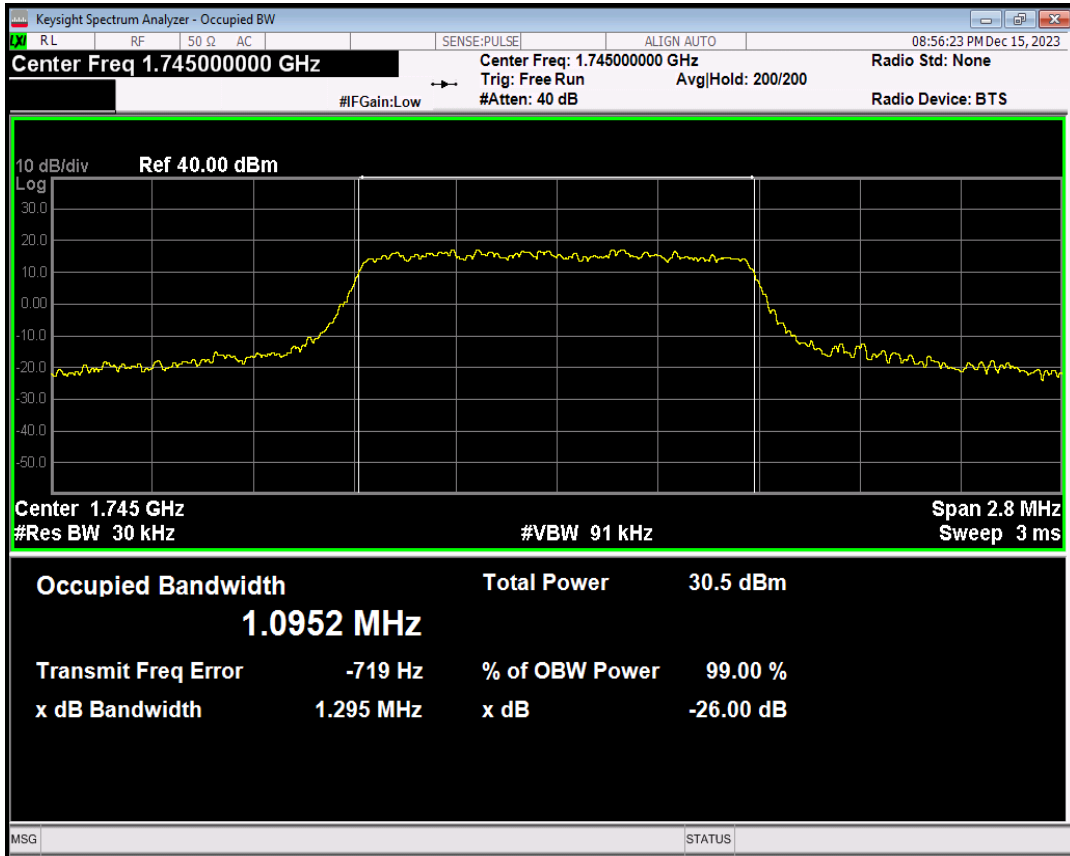 Keysight Spectrum Analyzer - Occupied BW
LXI RL RF 50 Ω AC SENSE:PULSE ALIGN AUTO 08:56:23 PM Dec 15, 2023
Center Freq 1.745000000 GHz Center Freq: 1.745000000 GHz Radio Std: None
Trig: Free Run Avg|Hold: 200/200
#IFGain:Low #Atten: 40 dB Radio Device: BTS
10 dB/div Ref 40.00 dBm
Log
30.0
20.0
10.0
0.00
-10.0
-20.0
-30.0
-40.0
-50.0
Center 1.745 GHz Span 2.8 MHz
#Res BW 30 kHz #VBW 91 kHz Sweep 3 ms
Occupied Bandwidth Total Power 30.5 dBm
1.0952 MHz
Transmit Freq Error -719 Hz % of OBW Power 99.00 %
x dB Bandwidth 1.295 MHz x dB -26.00 dB
MSG STATUS